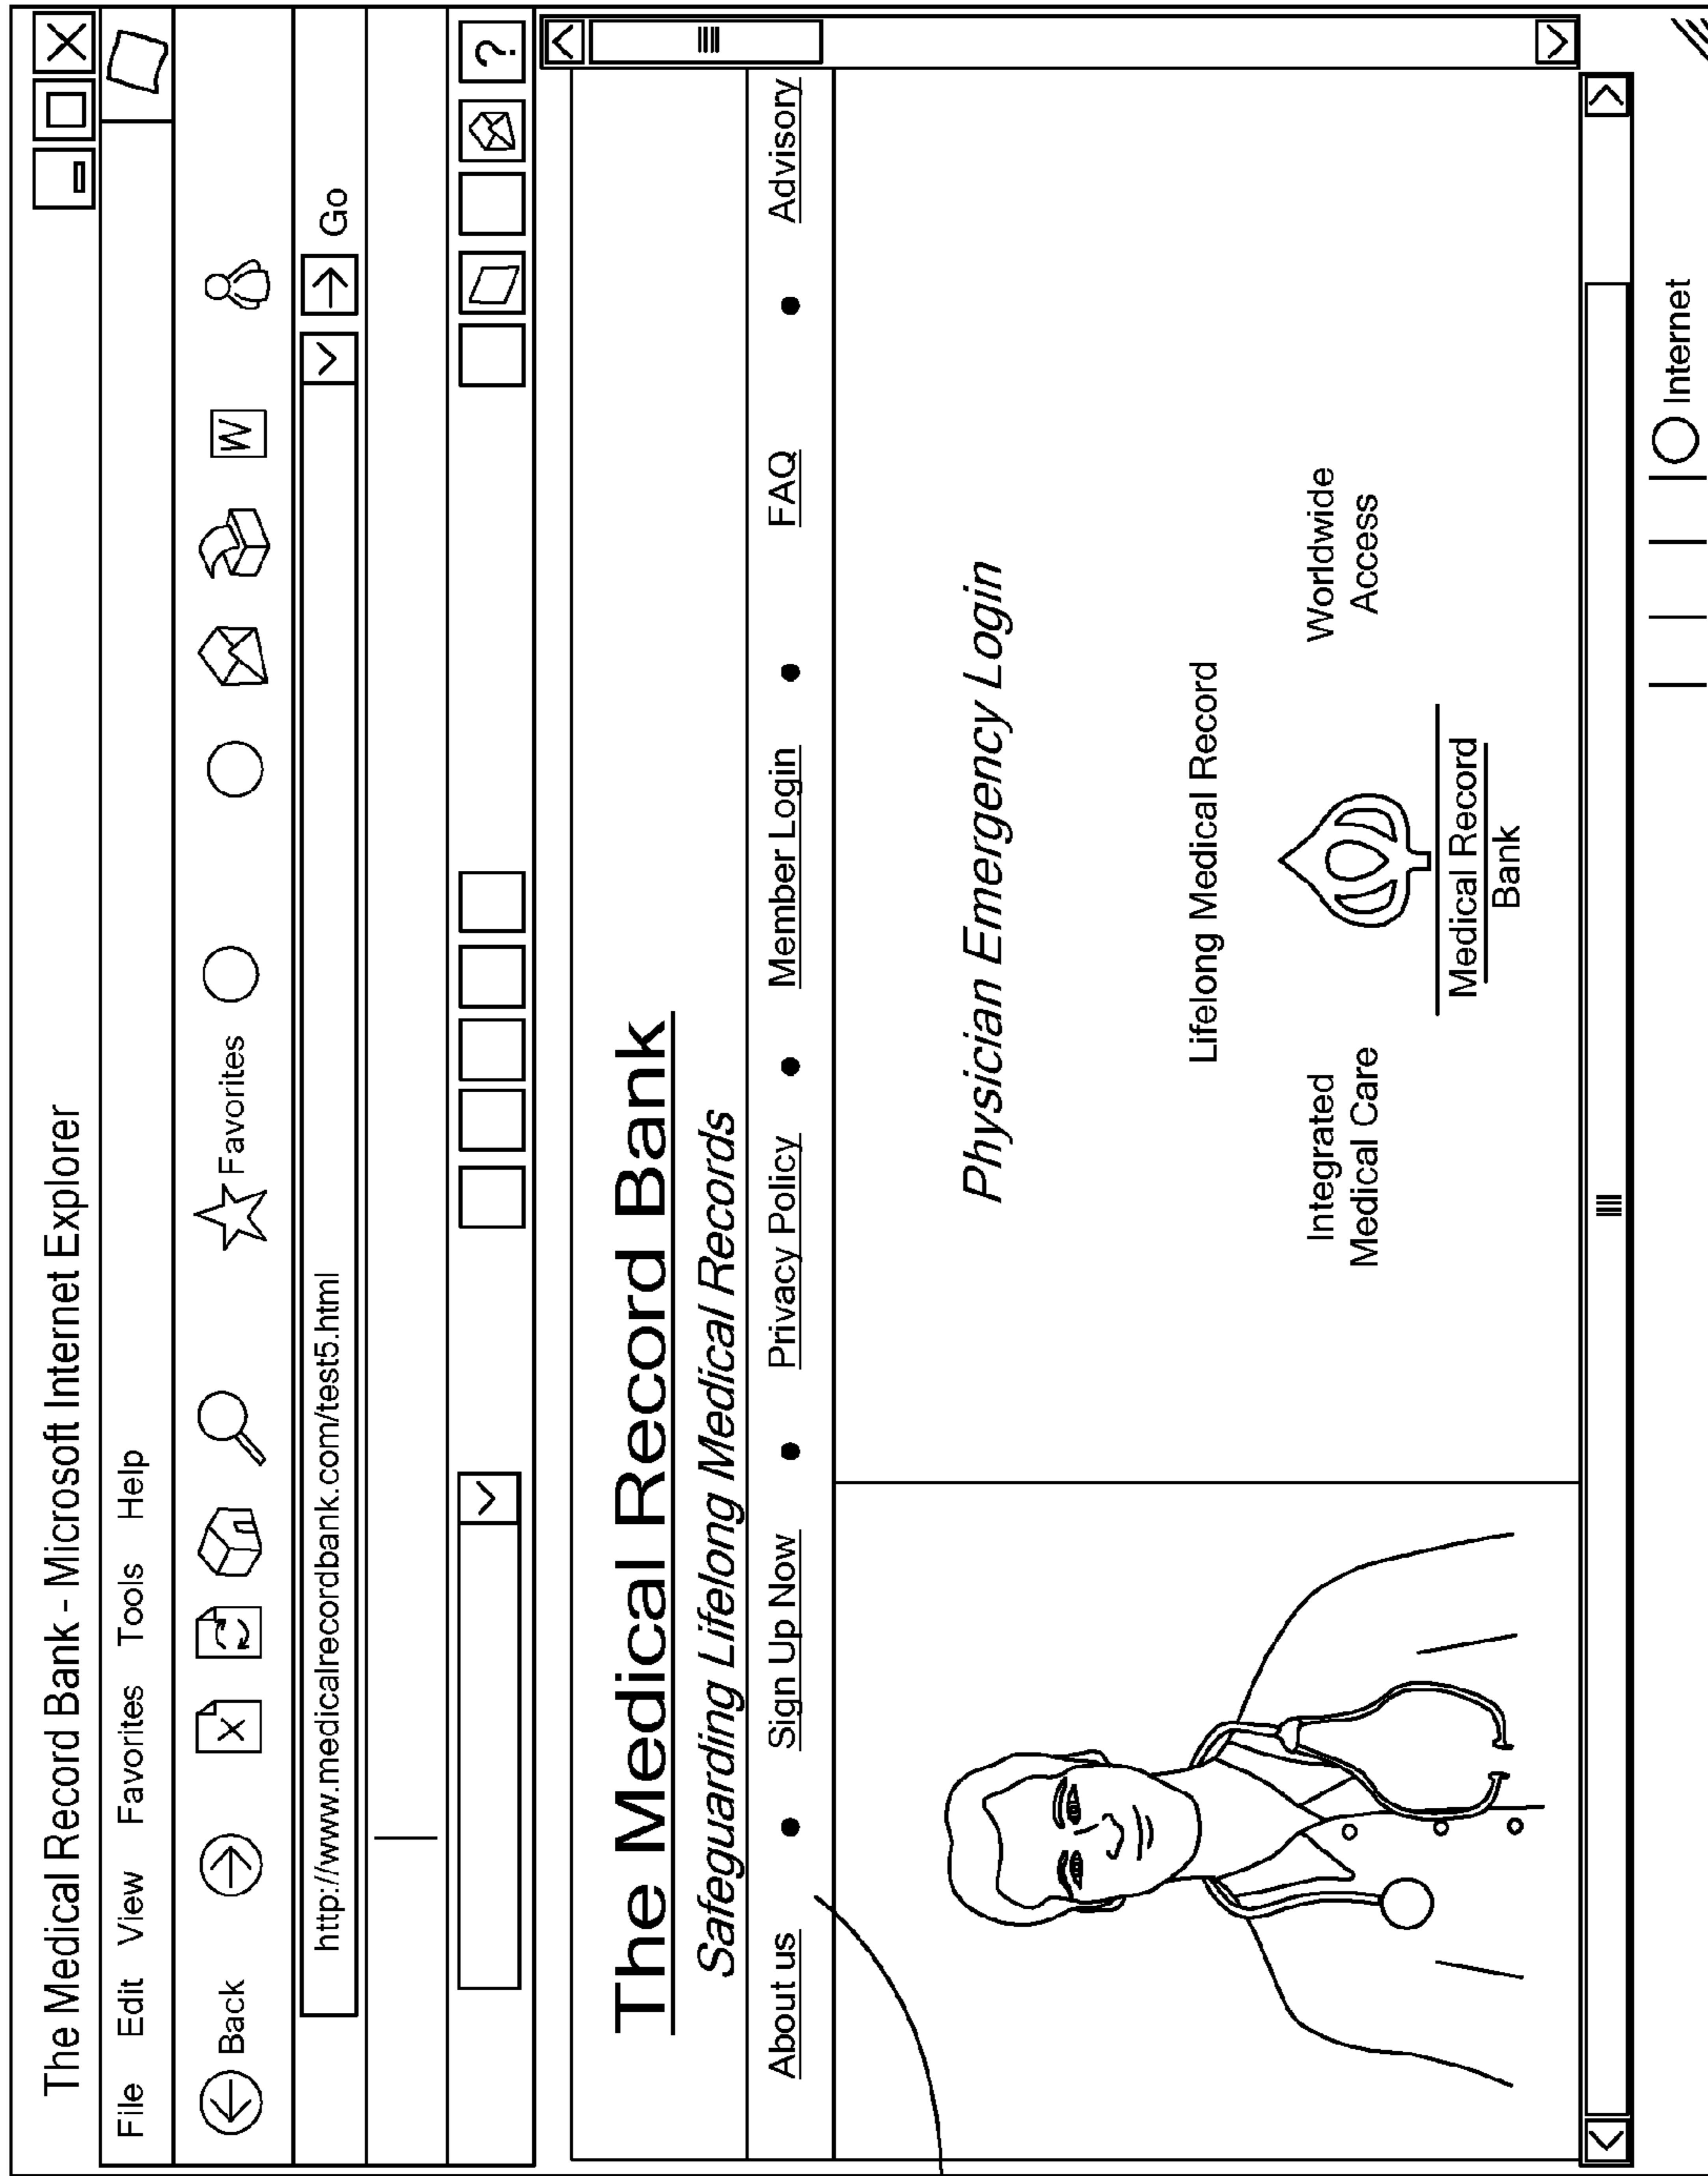 The Medical Record Bank - Microsoft Internet Explorer
File Edit View Favorites Tools Help
Back X Favorites W
http://www.medicalrecordbank.com/test5.html Go
?
The Medical Record Bank
Safeguarding Lifelong Medical Records
About us • Sign Up Now • Privacy Policy • Member Login • FAQ • Advisory
Physician Emergency Login
Lifelong Medical Record
Integrated
Medical Care
Worldwide
Access
Medical Record
Bank
Internet